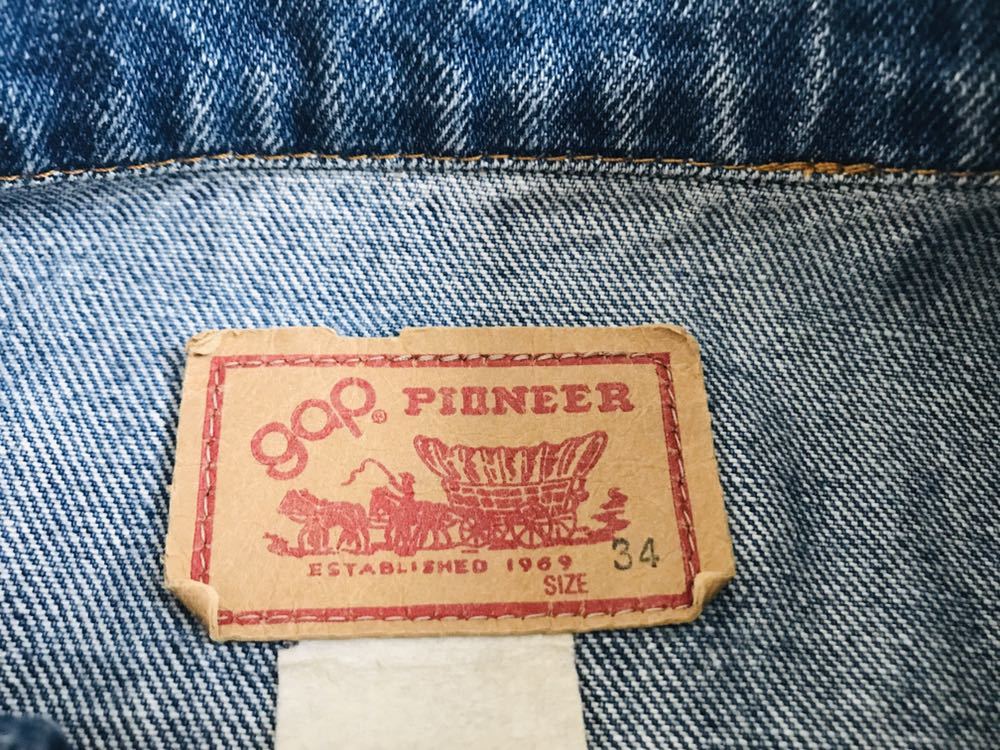 gap® PIONEER
ESTABLISHED 1969
SIZE 34